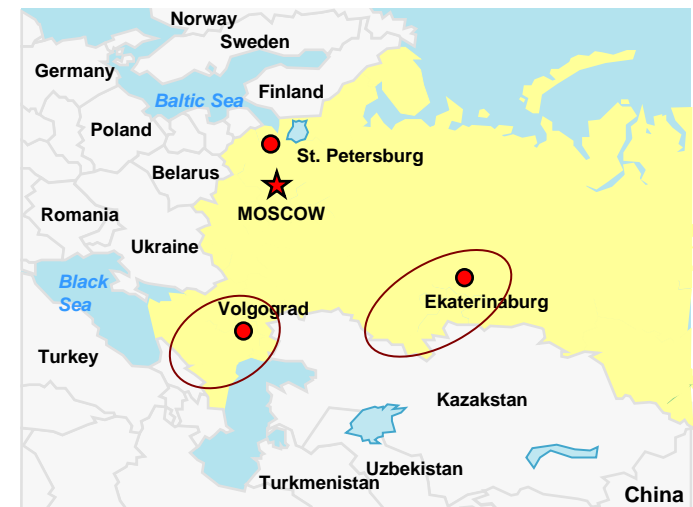 Norway
Sweden
Germany
Finland
Baltic Sea
Poland
St. Petersburg
Belarus
MOSCOW
Romania
Ukraine
Black
Sea
Volgograd
Ekaterinaburg
Turkey
Kazakstan
Uzbekistan
Turkmenistan
China